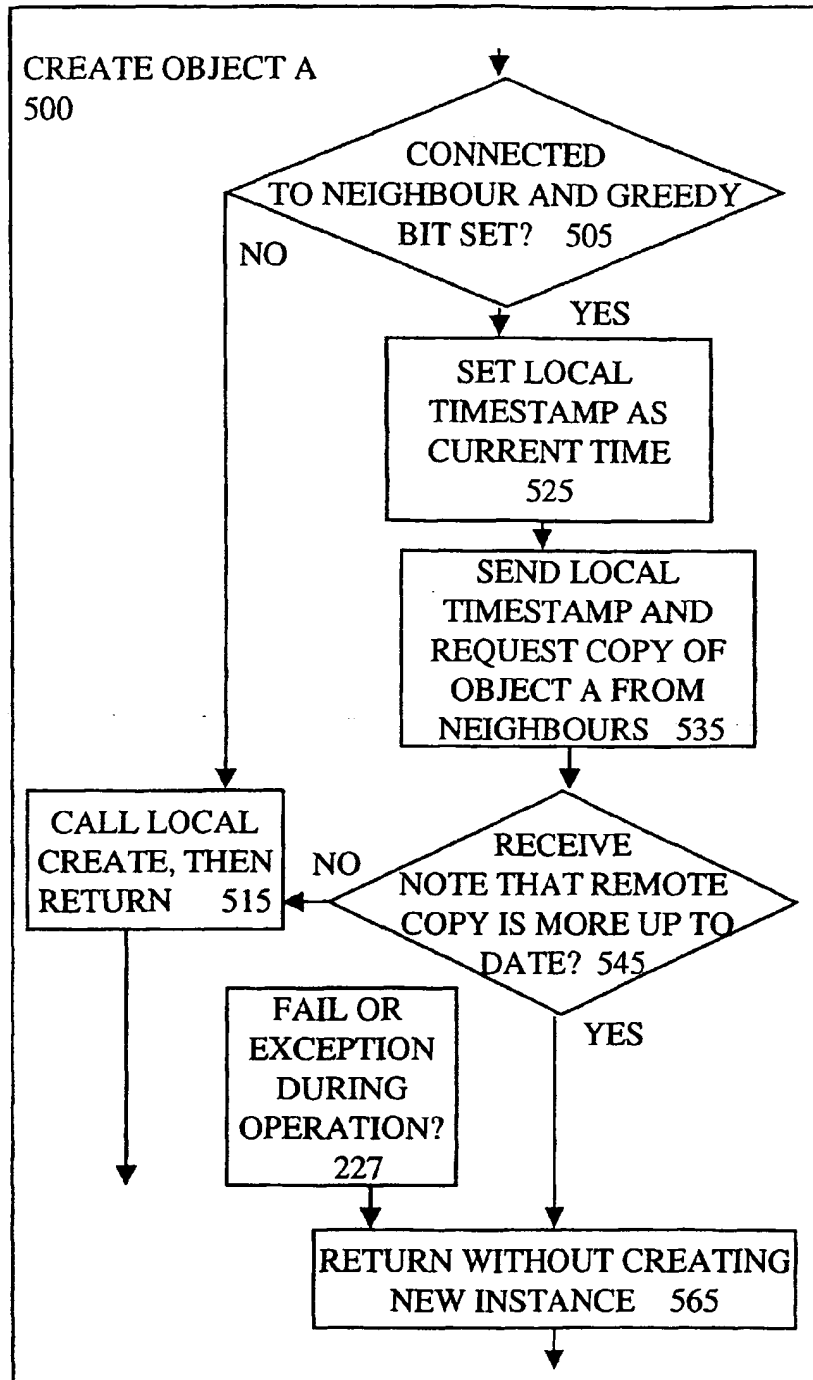 CREATE OBJECT A
500
CONNECTED
TO NEIGHBOUR AND GREEDY
BIT SET? 505
NO
YES
SET LOCAL
TIMESTAMP AS
CURRENT TIME
525
SEND LOCAL
TIMESTAMP AND
REQUEST COPY OF
OBJECT A FROM
NEIGHBOURS 535
CALL LOCAL
CREATE, THEN
RETURN 515
NO
RECEIVE
NOTE THAT REMOTE
COPY IS MORE UP TO
DATE? 545
YES
FAIL OR
EXCEPTION
DURING
OPERATION?
227
RETURN WITHOUT CREATING
NEW INSTANCE 565